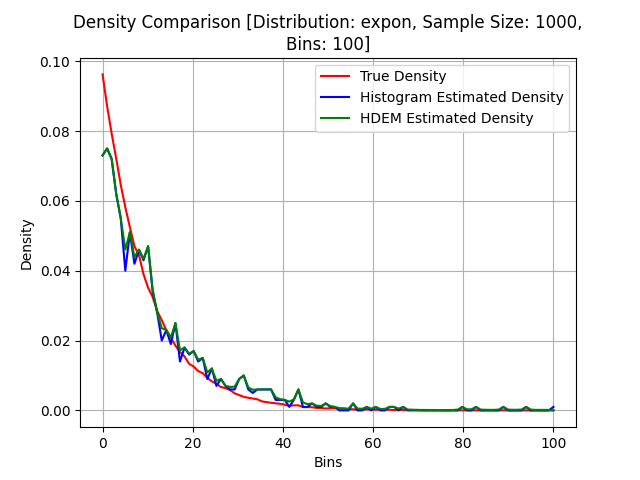 Density Comparison [Distribution: expon, Sample Size: 1000,
Bins: 100]
True Density
Histogram Estimated Density
HDEM Estimated Density
Density
0.10
0.08
0.06
0.04
0.02
0.00
0 20 40 60 80 100
Bins